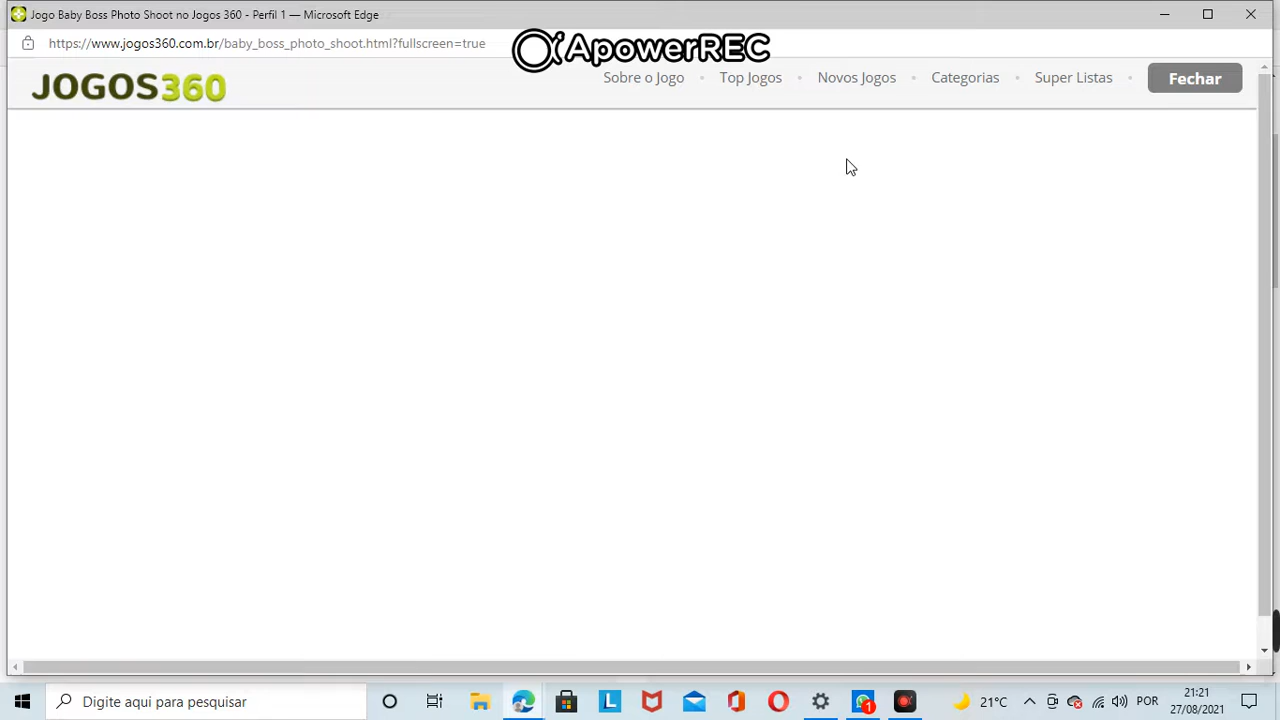 Jogo Baby Boss Photo Shoot no Jogos 360 - Perfil 1 — Microsoft Edge
https://www.jogos360.com.br/baby_boss_photo_shoot.html?fullscreen=true
ApowerREC
JOGOS360
Sobre o Jogo • Top Jogos • Novos Jogos • Categorias • Super Listas • Fechar
Digite aqui para pesquisar
L
1
21°C
POR
21:21
27/08/2021